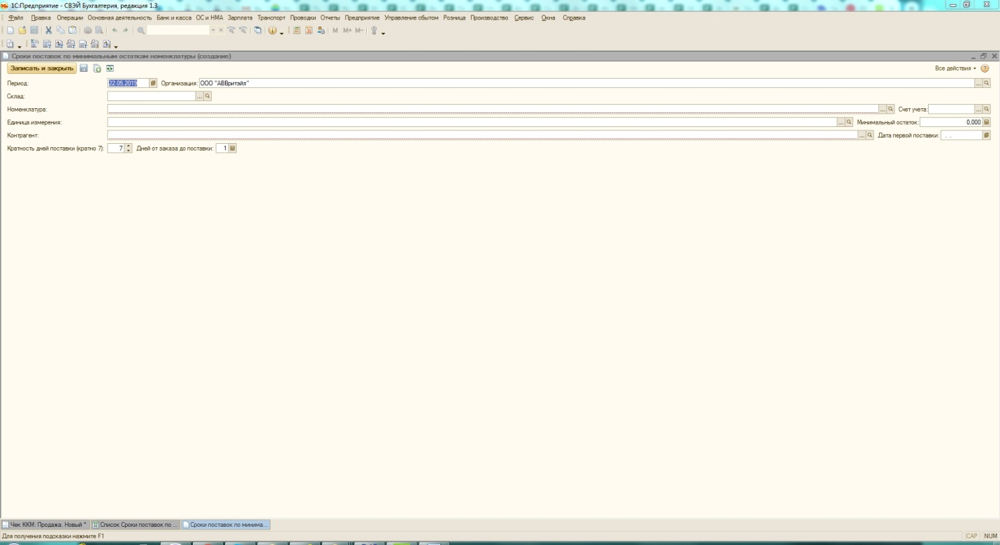 1С:Предприятие - СВЭЙ Бухгалтерия, редакция 1.3
Файл Правка Операции Основная деятельность Банк и касса ОС и НМА Зарплата Транспорт Проводки Отчеты Предприятие Управление сбытом Розница Производство Сервис Окна Справка
M M+ M-
Сроки поставок по минимальным остаткам номенклатуры (создание)
Записать и закрыть Все действия
Период: 22.05.2019 Организация: ООО "АВВритэйл"
Склад:
Номенклатура: Счет учета:
Единица измерения: Минимальный остаток: 0,000
Контрагент: Дата первой поставки: . .
Кратность дней поставки (кратно 7): 7 Дней от заказа до поставки: 1
Чек ККМ: Продажа. Новый * Список Сроки поставок по ... Сроки поставок по минима...
Для получения подсказки нажмите F1 CAP NUM